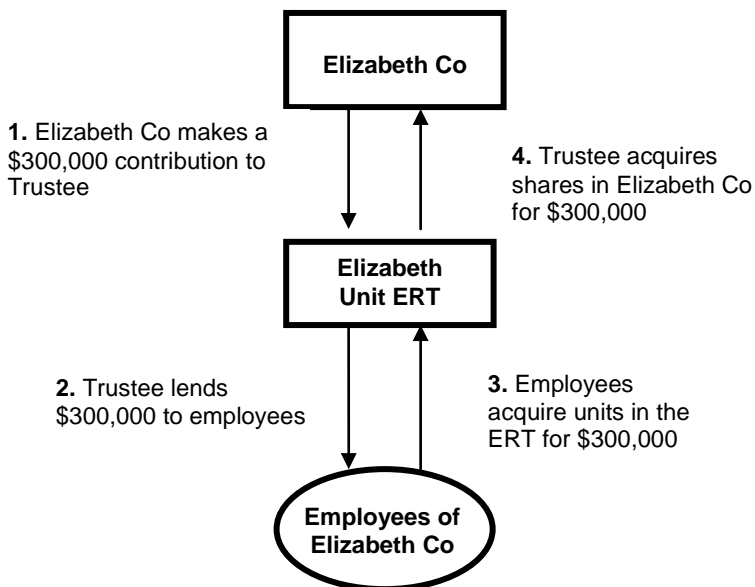 Elizabeth Co
1. Elizabeth Co makes a
$300,000 contribution to
Trustee
4. Trustee acquires
shares in Elizabeth Co
for $300,000
Elizabeth
Unit ERT
2. Trustee lends
$300,000 to employees
3. Employees
acquire units in the
ERT for $300,000
Employees of
Elizabeth Co